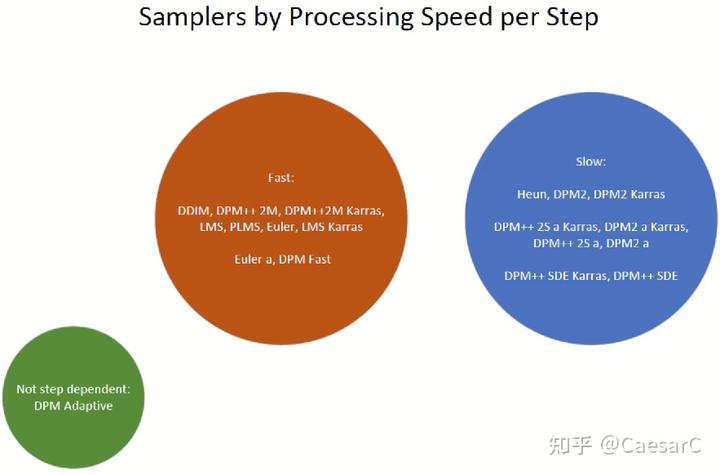 Samplers by Processing Speed per Step
Fast:
DDIM, DPM++ 2M, DPM++2M Karras,
LMS, PLMS, Euler, LMS Karras
Euler a, DPM Fast
Slow:
Heun, DPM2, DPM2 Karras
DPM++ 2S a Karras, DPM2 a Karras,
DPM++ 2S a, DPM2 a
DPM++ SDE Karras, DPM++ SDE
Not step dependent:
DPM Adaptive
知乎 @CaesarC